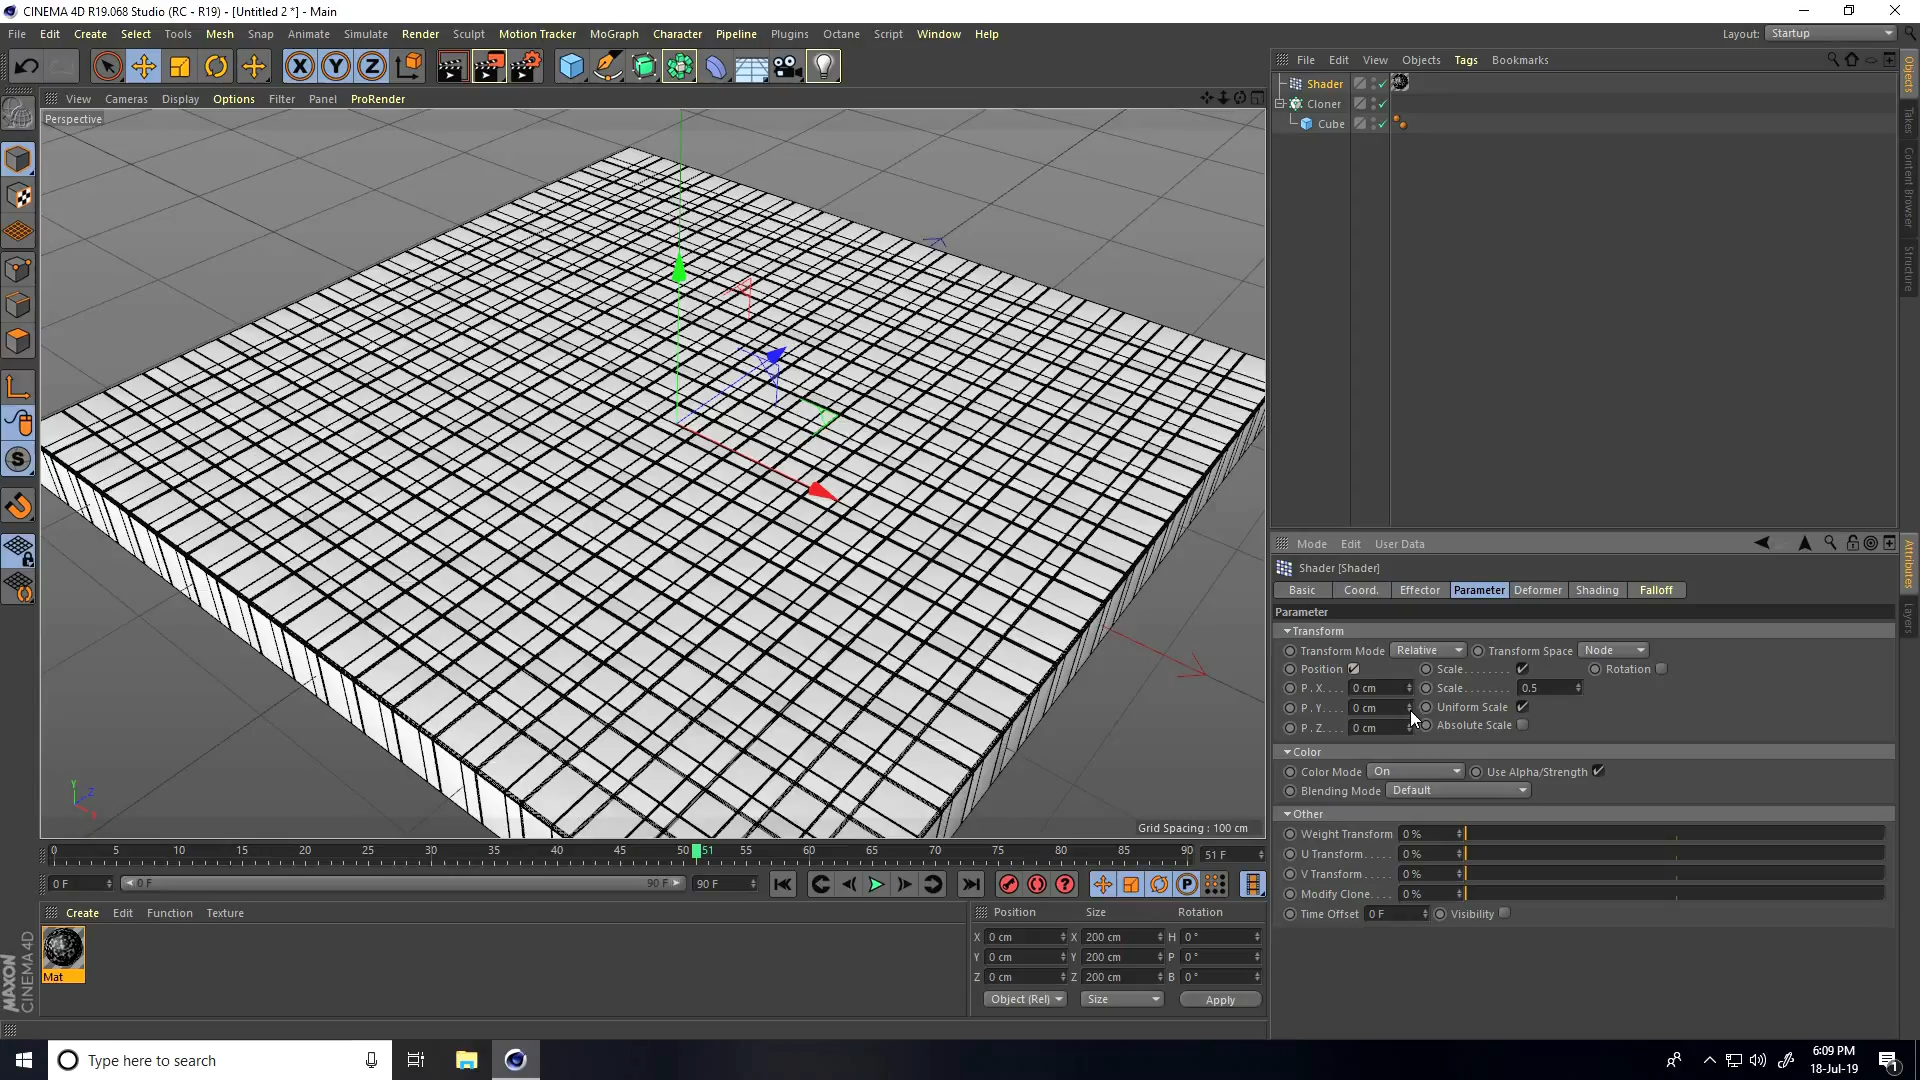 CINEMA 4D R19.068 Studio (RC - R19) - [Untitled 2 *] - Main
File Edit Create Select Tools Mesh Snap Animate Simulate Render Sculpt Motion Tracker MoGraph Character Pipeline Plugins Octane Script Window Help
Layout: Startup
File Edit View Objects Tags Bookmarks
Shader
Cloner
Cube
View Cameras Display Options Filter Panel ProRender
Perspective
Grid Spacing : 100 cm
Objects
Takes
Content Browser
Structure
Mode Edit User Data
Shader [Shader]
Basic Coord. Effector Parameter Deformer Shading Falloff
Parameter
Transform
Transform Mode Relative Transform Space Node
Position Scale........ Rotation
P . X.... 0 cm Scale........ 0.5
P . Y.... 0 cm Uniform Scale
P . Z.... 0 cm Absolute Scale
Color
Color Mode On Use Alpha/Strength
Blending Mode Default
Other
Weight Transform 0 %
U Transform..... 0 %
V Transform..... 0 %
Modify Clone.... 0 %
Time Offset 0 F Visibility
Attributes
Layers
0 5 10 15 20 25 30 35 40 45 50 51 55 60 65 70 75 80 85 90 51 F
0 F 0 F 90 F 90 F
Create Edit Function Texture
Mat
Position Size Rotation
X 0 cm X 200 cm H 0 °
Y 0 cm Y 200 cm P 0 °
Z 0 cm Z 200 cm B 0 °
Object (Rel) Size Apply
MAXON
CINEMA 4D
Type here to search
6:09 PM
18-Jul-19
1